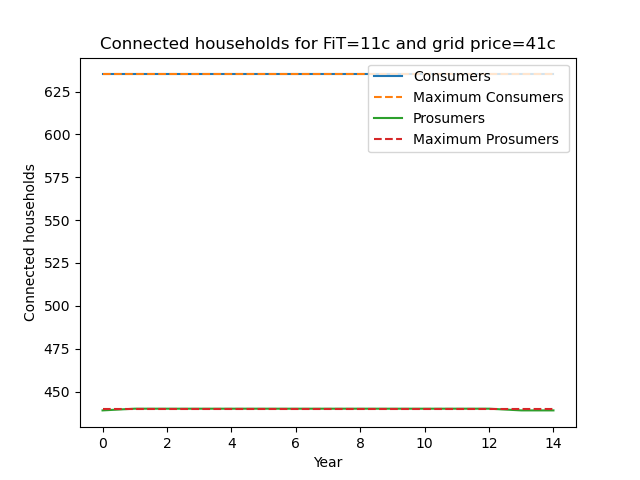 Connected households for FiT=11c and grid price=41c
Consumers
Maximum Consumers
Prosumers
Maximum Prosumers
Connected households
625
600
575
550
525
500
475
450
0 2 4 6 8 10 12 14
Year